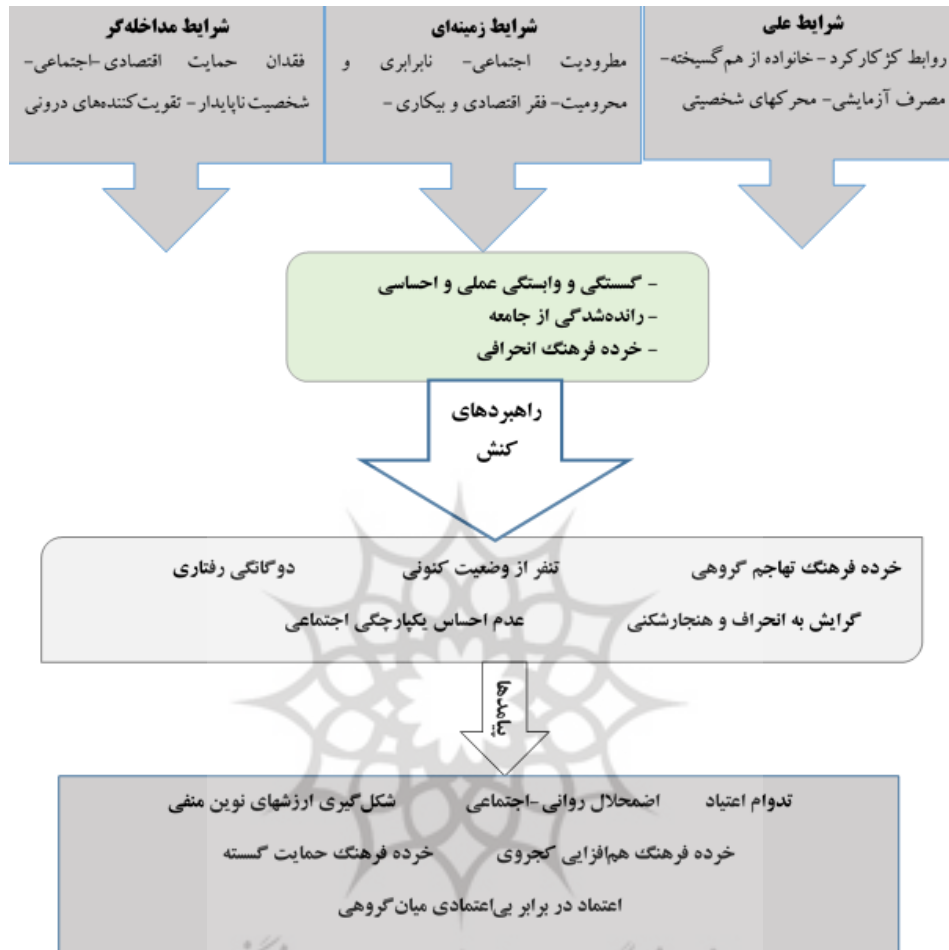 شرایط علی
روابط کژکارکرد - خانواده از هم گسیخته-
مصرف آزمایشی- محرکهای شخصیتی
شرایط زمینه‌ای
مطرودیت اجتماعی- نابرابری و
محرومیت- فقر اقتصادی و بیکاری -
شرایط مداخله‌گر
فقدان حمایت اقتصادی-اجتماعی-
شخصیت ناپایدار - تقویت‌کننده‌های درونی
- گسستگی و وابستگی عملی و احساسی
- رانده‌شدگی از جامعه
- خرده فرهنگ انحرافی
راهبردهای
کنش
خرده فرهنگ تهاجم گروهی تنفر از وضعیت کنونی دوگانگی رفتاری
گرایش به انحراف و هنجارشکنی عدم احساس یکپارچگی اجتماعی
پیامدها
تدوام اعتیاد اضمحلال روانی-اجتماعی شکل‌گیری ارزشهای نوین منفی
خرده فرهنگ هم‌افزایی کجروی خرده فرهنگ حمایت گسسته
اعتماد در برابر بی‌اعتمادی میان‌گروهی